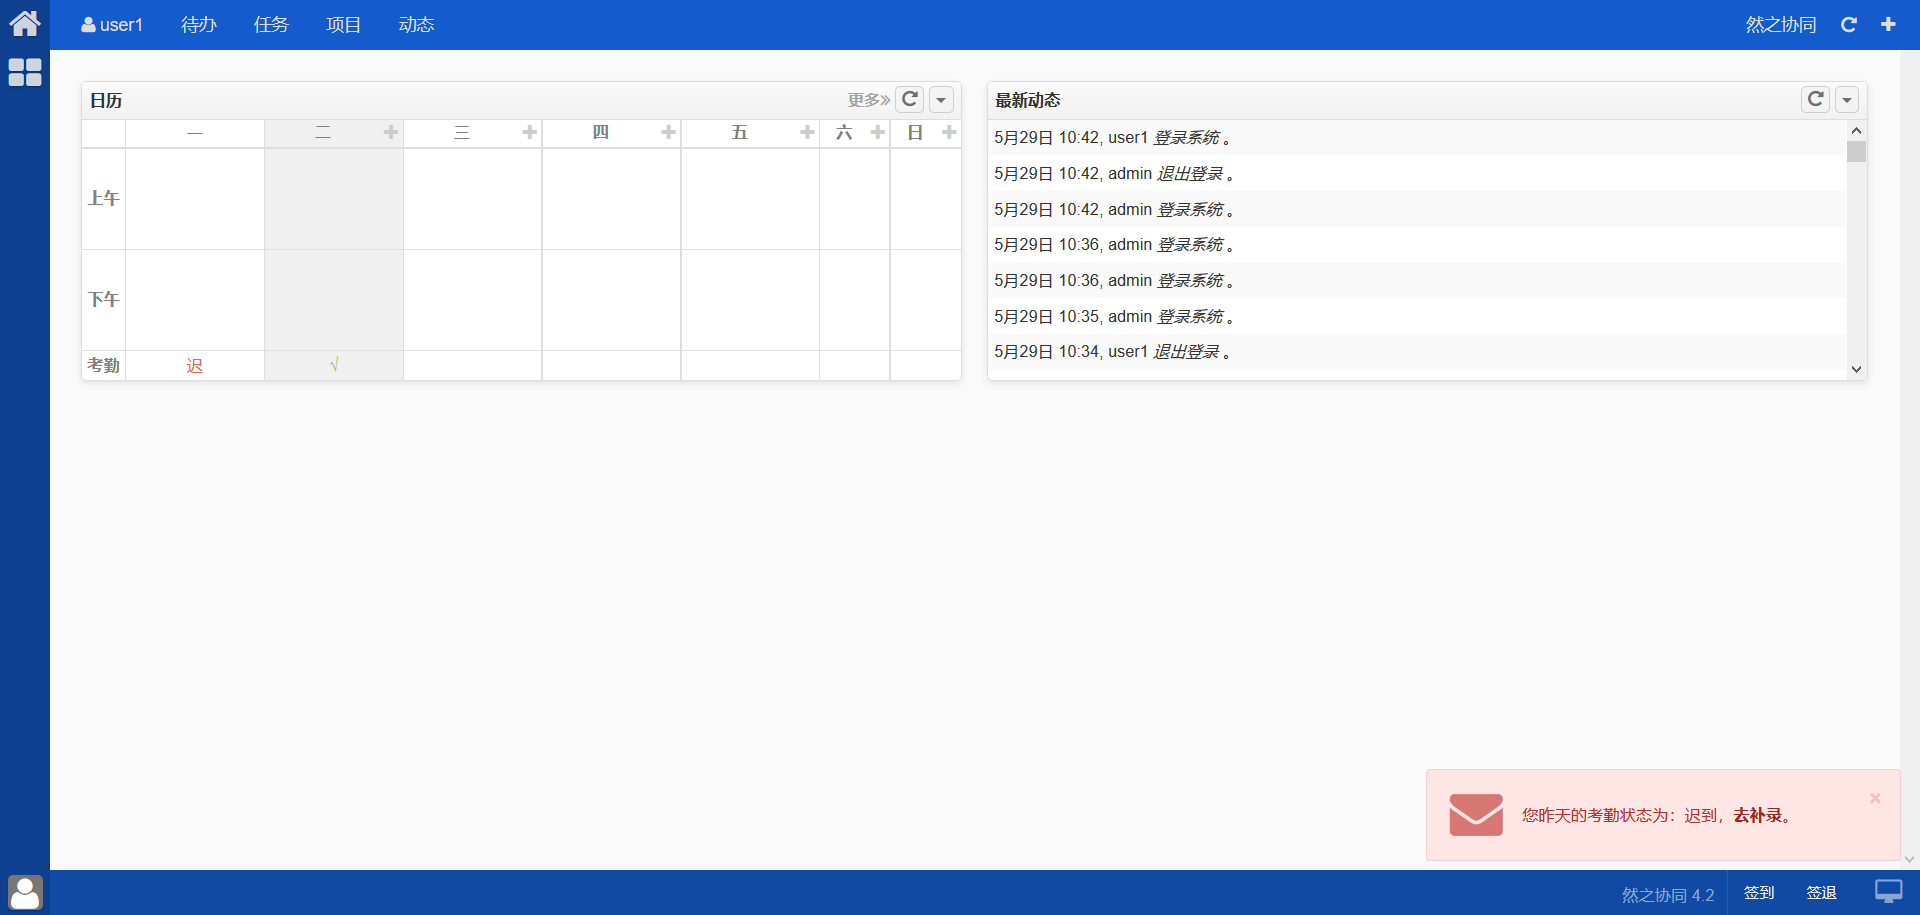 user1 待办 任务 项目 动态 然之协同
日历 更多
一 二 三 四 五 六 日
上午
下午
考勤 迟 √
最新动态
5月29日 10:42, user1 登录系统 。
5月29日 10:42, admin 退出登录 。
5月29日 10:42, admin 登录系统 。
5月29日 10:36, admin 登录系统 。
5月29日 10:36, admin 登录系统 。
5月29日 10:35, admin 登录系统 。
5月29日 10:34, user1 退出登录 。
您昨天的考勤状态为：迟到，去补录。
然之协同 4.2 签到 签退